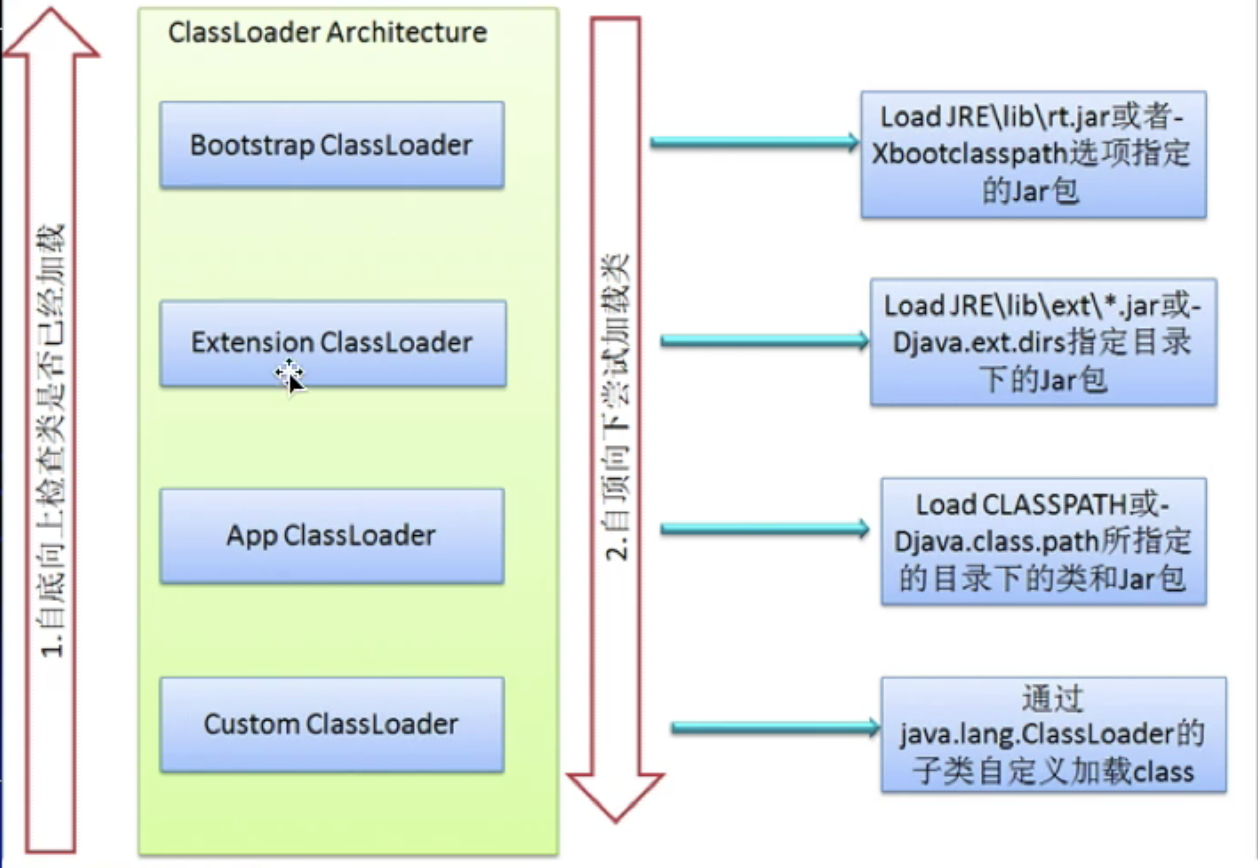 ClassLoader Architecture
1.自底向上检查类是否已经加载
Bootstrap ClassLoader
Extension ClassLoader
App ClassLoader
Custom ClassLoader
2.自顶向下尝试加载类
Load JRE\lib\rt.jar或者-
Xbootclasspath选项指定
的Jar包
Load JRE\lib\ext\*.jar或-
Djava.ext.dirs指定目录
下的Jar包
Load CLASSPATH或-
Djava.class.path所指定
的目录下的类和Jar包
通过
java.lang.ClassLoader的
子类自定义加载class